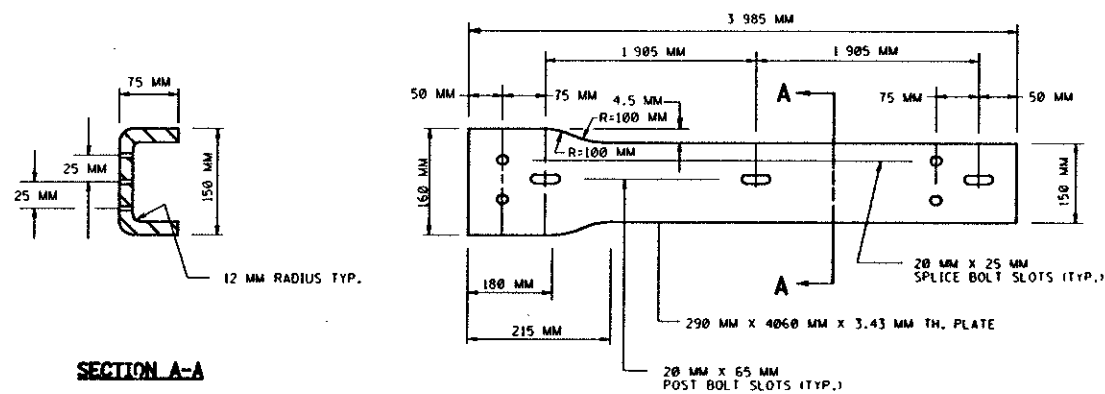 3 985 MM
1 905 MM
1 905 MM
75 MM
50 MM
75 MM
4.5 MM
A
75 MM
50 MM
R=100 MM
R=100 MM
25 MM
25 MM
150 MM
160 MM
150 MM
12 MM RADIUS TYP.
180 MM
A
20 MM X 25 MM
SPLICE BOLT SLOTS (TYP.)
215 MM
290 MM X 4060 MM X 3.43 MM TH. PLATE
SECTION A-A
20 MM X 65 MM
POST BOLT SLOTS (TYP.)